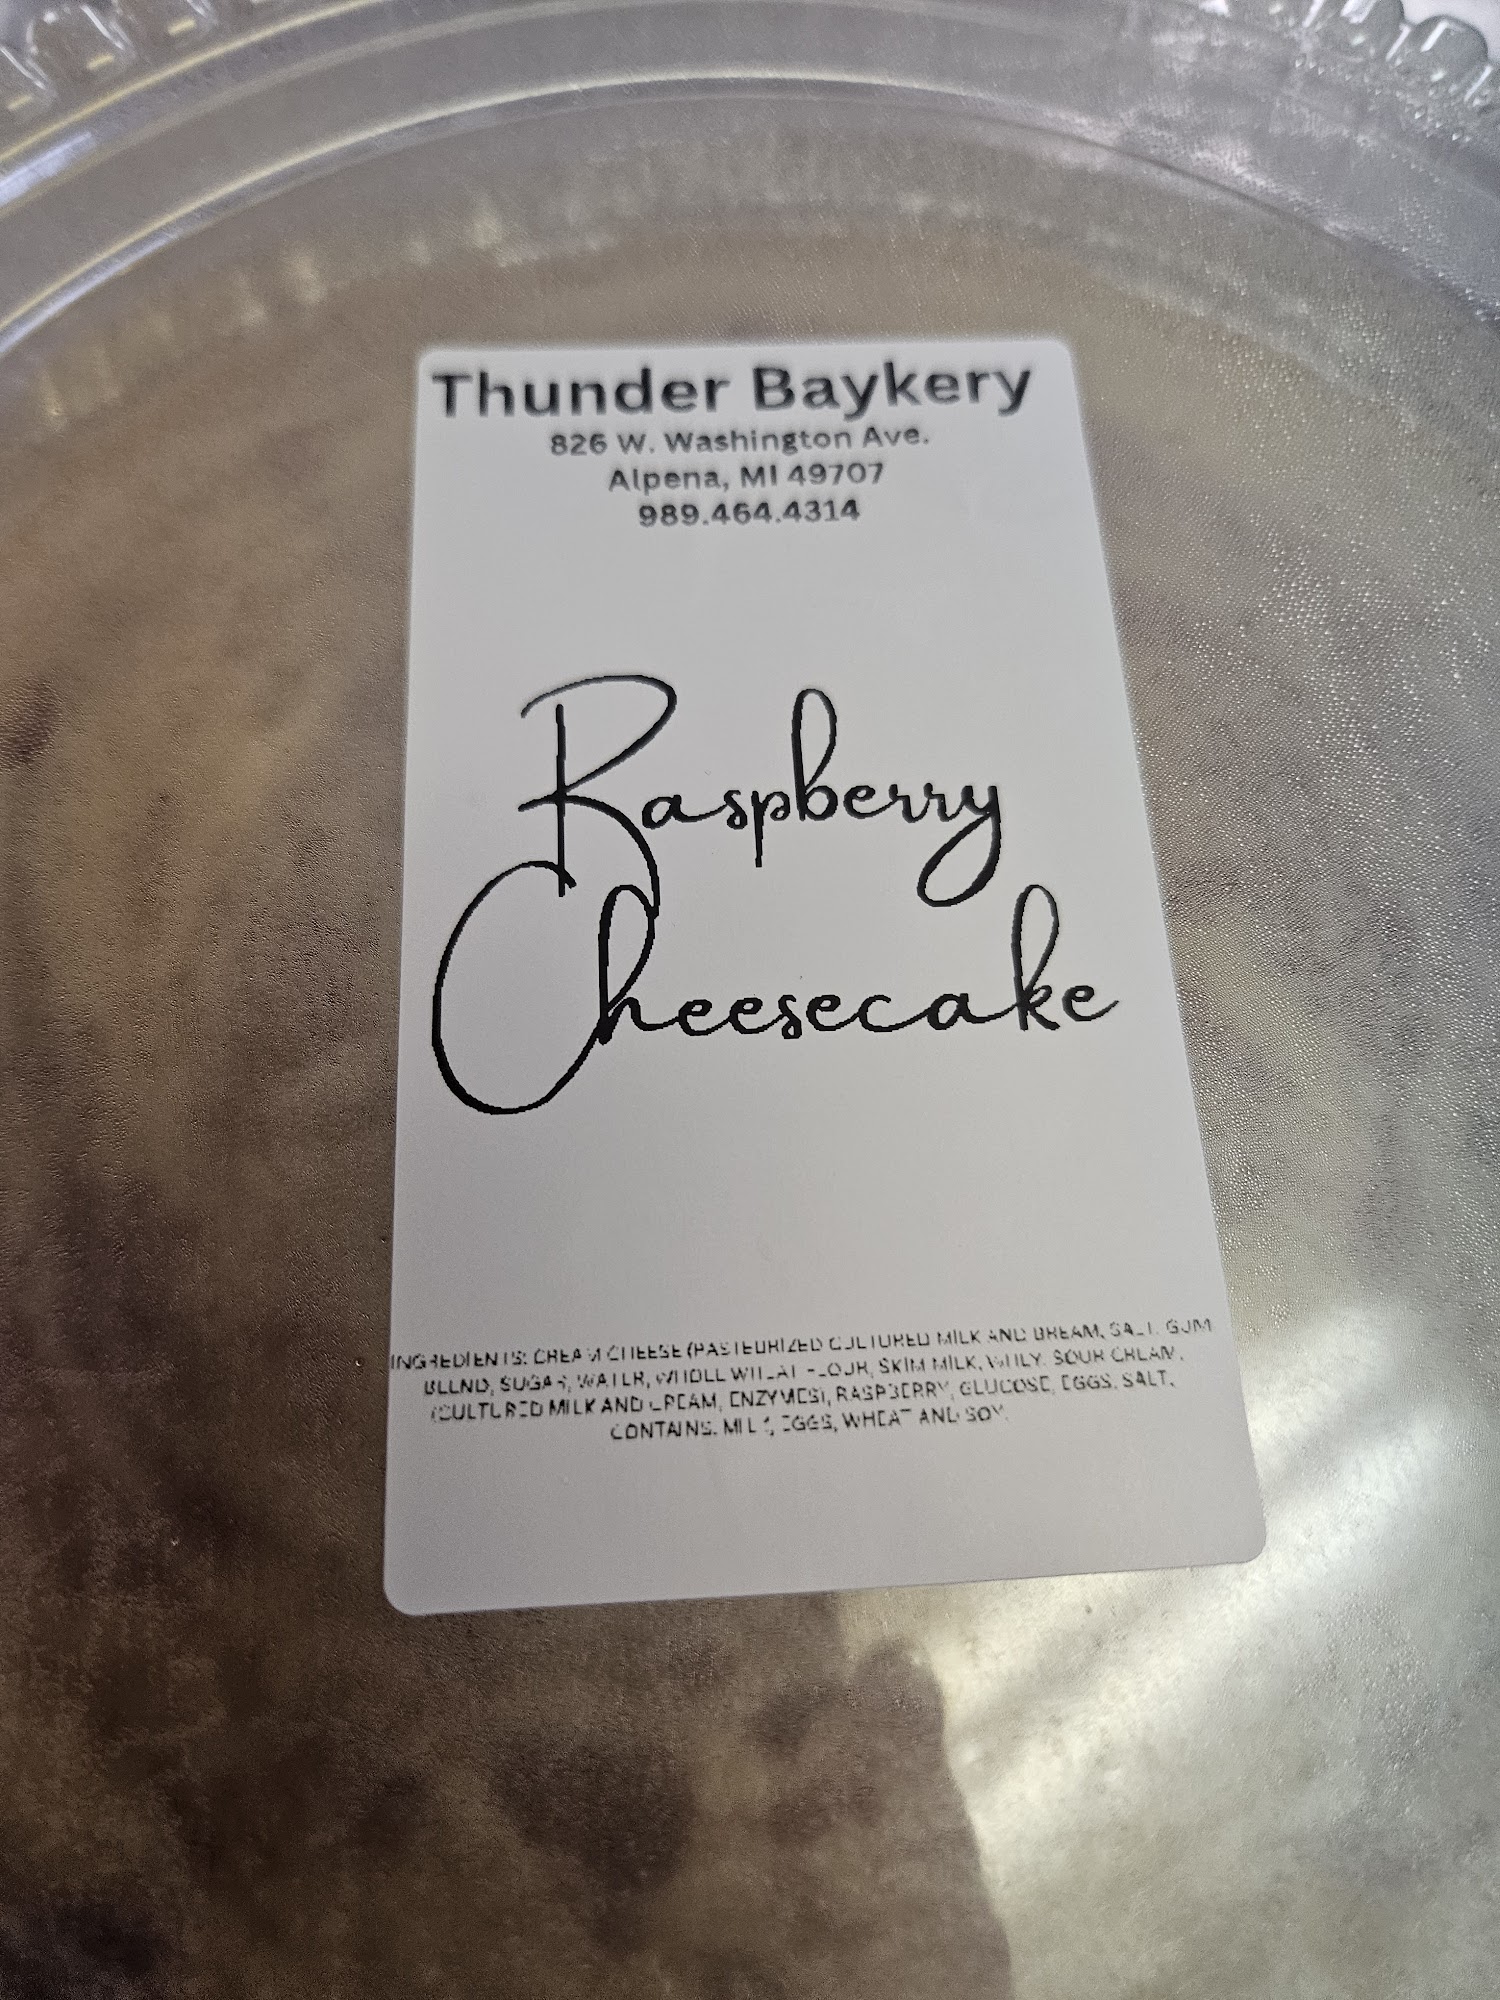 Thunder Baykery
826 W. Washington Ave.
Alpena, MI 49707
989.464.4314
Raspberry
Cheesecake
INGREDIENTS: CREAM CHEESE (PASTEURIZED CULTURED MILK AND CREAM, SALT, GUM
BLEND, SUGAR, WATER, WHOLE WHEAT FLOUR, SKIM MILK, WHEY, SOUR CREAM,
(CULTURED MILK AND CREAM, ENZYMES), RASPBERRY, GLUCOSE, EGGS, SALT.
CONTAINS: MILK, EGGS, WHEAT AND SOY.